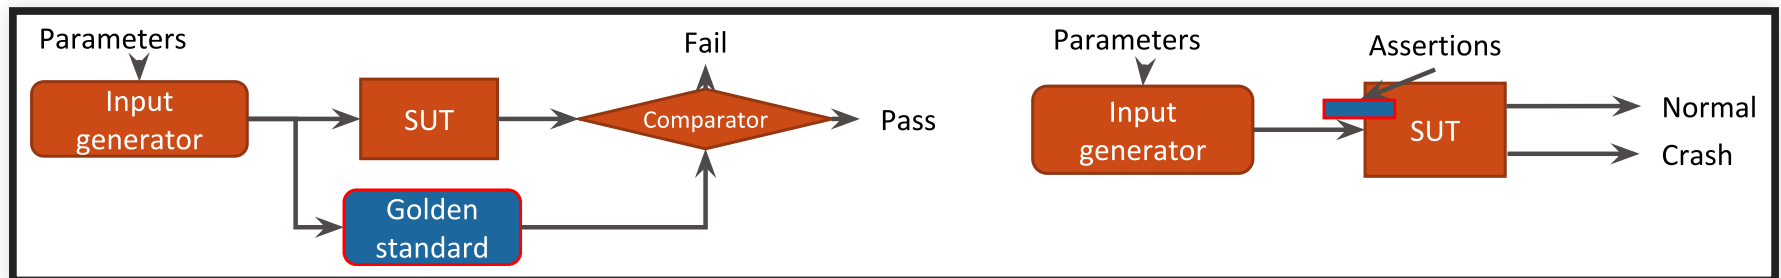 Parameters
Input
generator
SUT
Golden
standard
Comparator
Fail
Pass
Parameters
Input
generator
Assertions
SUT
Normal
Crash